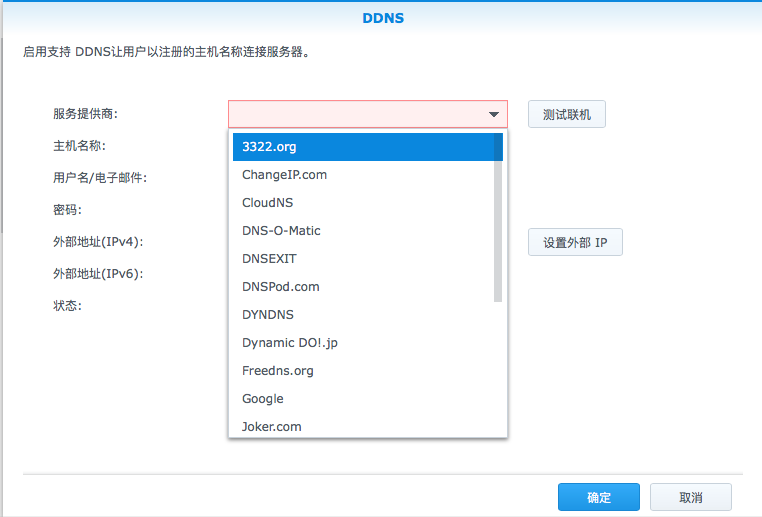 DDNS
启用支持 DDNS让用户以注册的主机名称连接服务器。
服务提供商:
测试联机
主机名称:
3322.org
ChangeIP.com
用户名/电子邮件:
CloudNS
密码:
DNS-O-Matic
外部地址(IPv4):
设置外部 IP
DNSEXIT
外部地址(IPv6):
DNSPod.com
状态:
DYNDNS
Dynamic DO!.jp
Freedns.org
Google
Joker.com
确定
取消